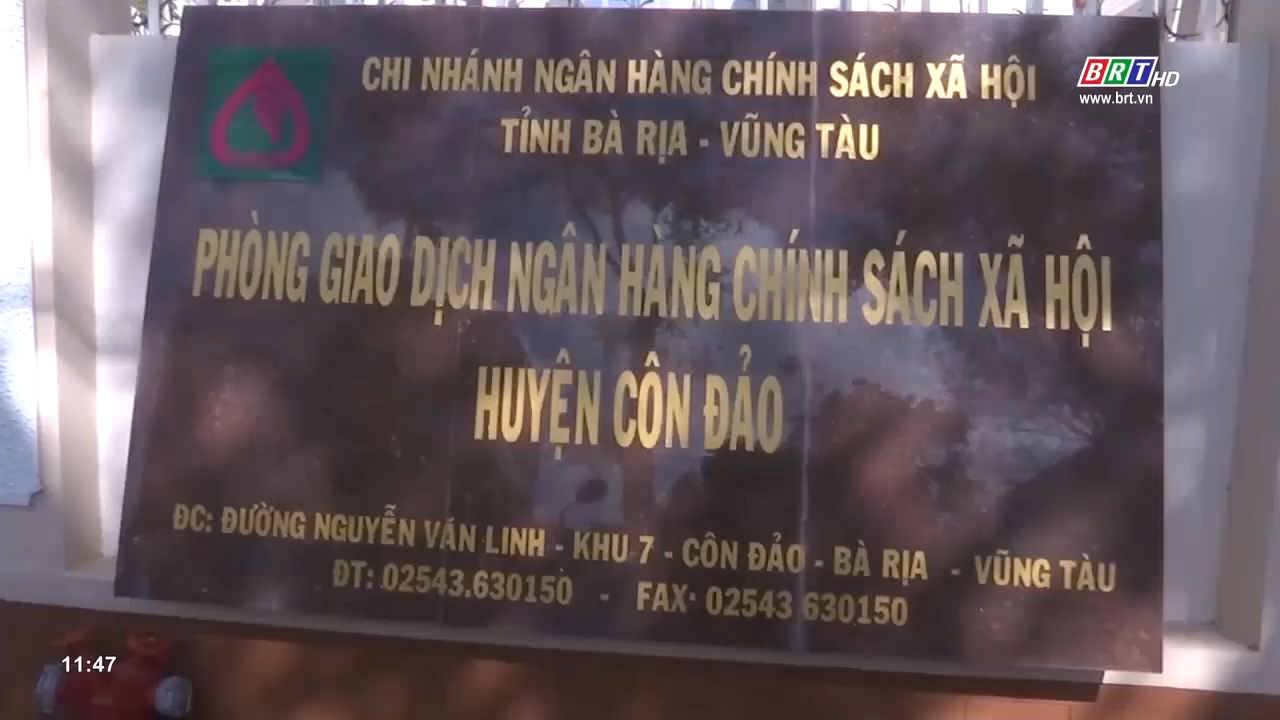 CHI NHÁNH NGÂN HÀNG CHÍNH SÁCH XÃ HỘI
TỈNH BÀ RỊA - VŨNG TÀU
PHÒNG GIAO DỊCH NGÂN HÀNG CHÍNH SÁCH XÃ HỘI
HUYỆN CÔN ĐẢO
ĐC: ĐƯỜNG NGUYỄN VĂN LINH - KHU 7 - CÔN ĐẢO - BÀ RỊA - VŨNG TÀU
ĐT: 02543.630150 - FAX: 02543 630150
BRT HD
www.brt.vn
11:47